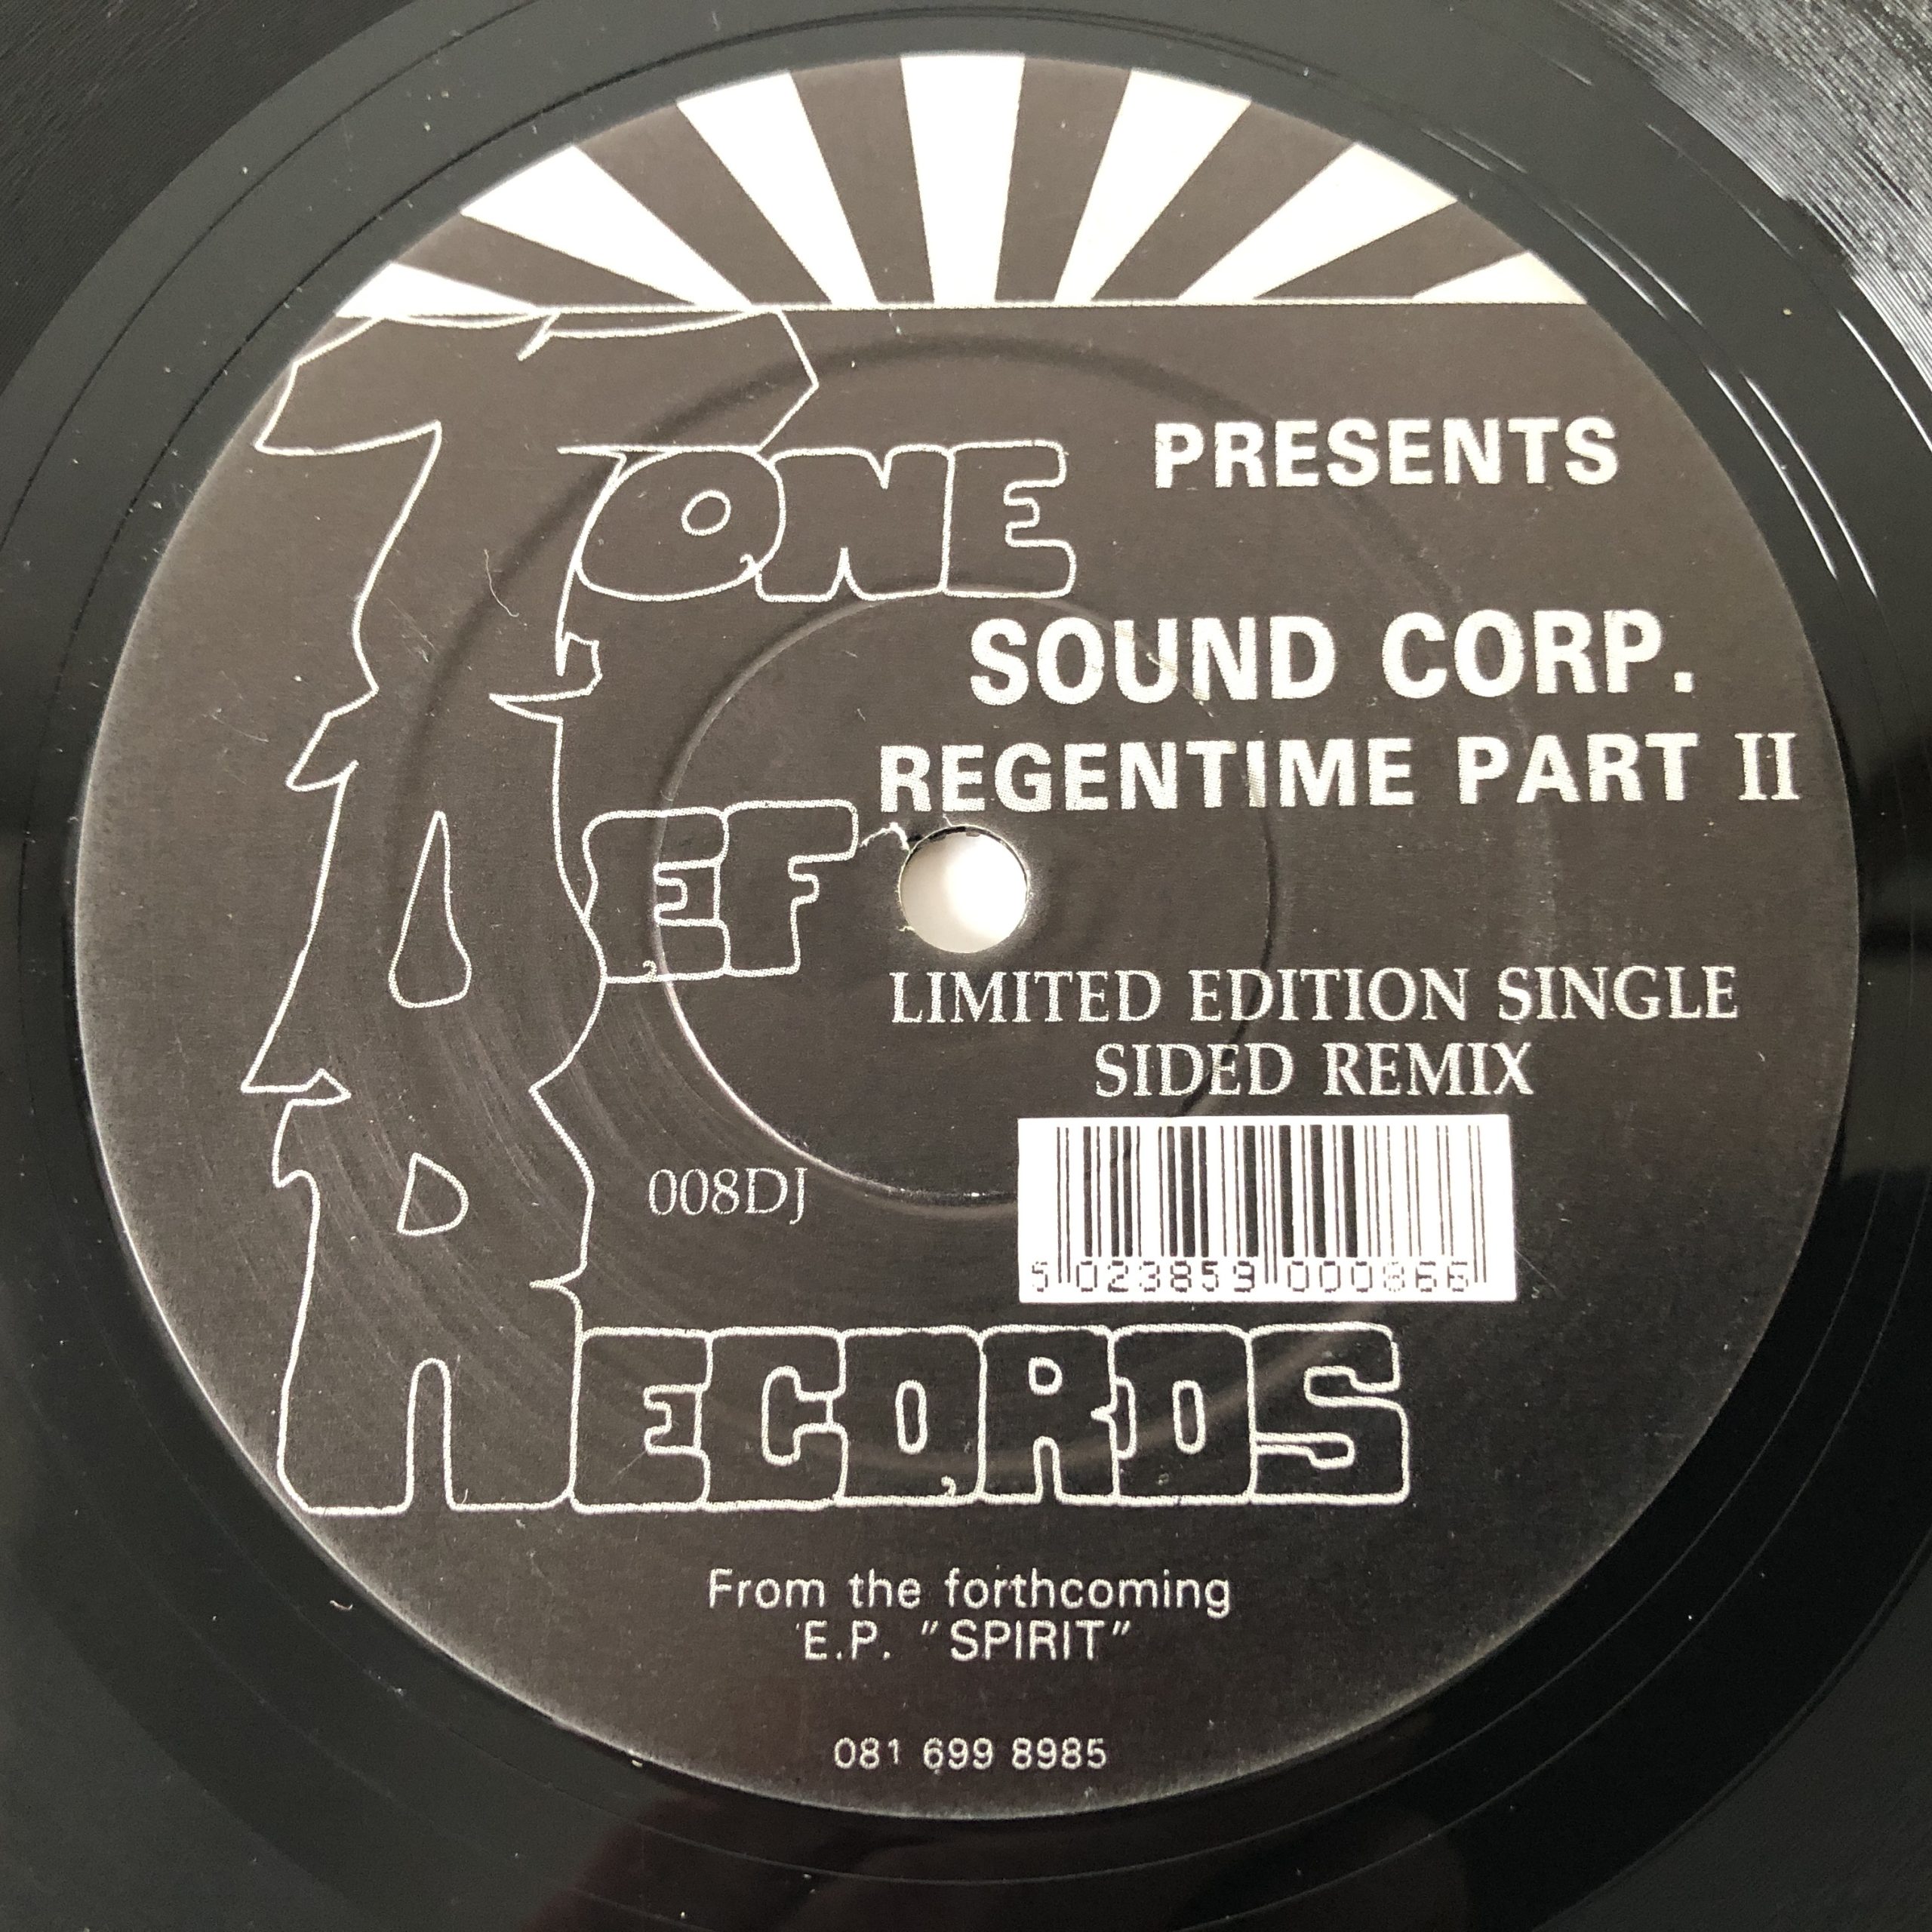 TONE
DEF
RECORDS
PRESENTS
SOUND CORP.
REGENTIME PART II
LIMITED EDITION SINGLE
SIDED REMIX
008DJ
5 023859 000866
From the forthcoming
E.P. "SPIRIT"
081 699 8985